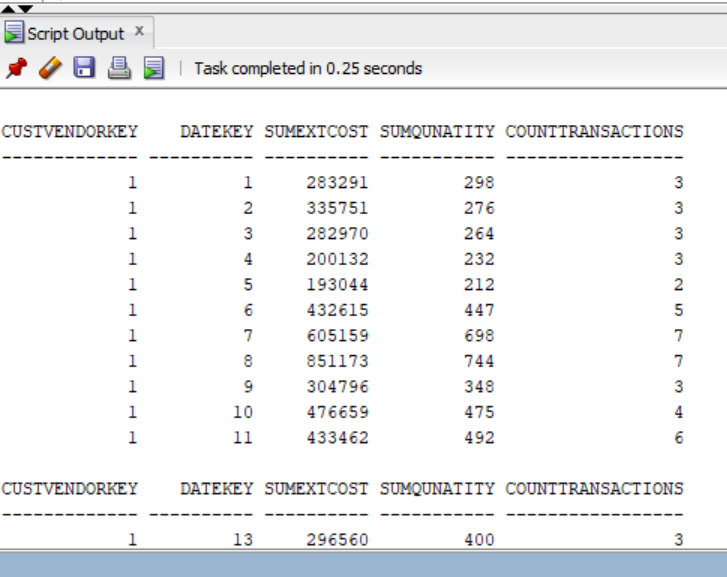 Script Output x
Task completed in 0.25 seconds
CUSTVENDORKEY DATEKEY SUMEXTCOST SUMQUNATITY COUNTTRANSACTIONS
------------- ---------- ---------- ----------- -----------------
1 1 283291 298 3
1 2 335751 276 3
1 3 282970 264 3
1 4 200132 232 3
1 5 193044 212 2
1 6 432615 447 5
1 7 605159 698 7
1 8 851173 744 7
1 9 304796 348 3
1 10 476659 475 4
1 11 433462 492 6
CUSTVENDORKEY DATEKEY SUMEXTCOST SUMQUNATITY COUNTTRANSACTIONS
------------- ---------- ---------- ----------- -----------------
1 13 296560 400 3